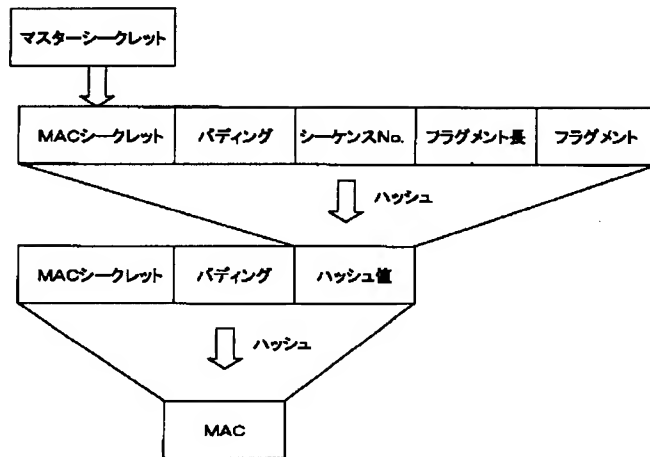 マスターシークレット
MACシークレット パディング シーケンスNo. フラグメント長 フラグメント
ハッシュ
MACシークレット パディング ハッシュ値
ハッシュ
MAC